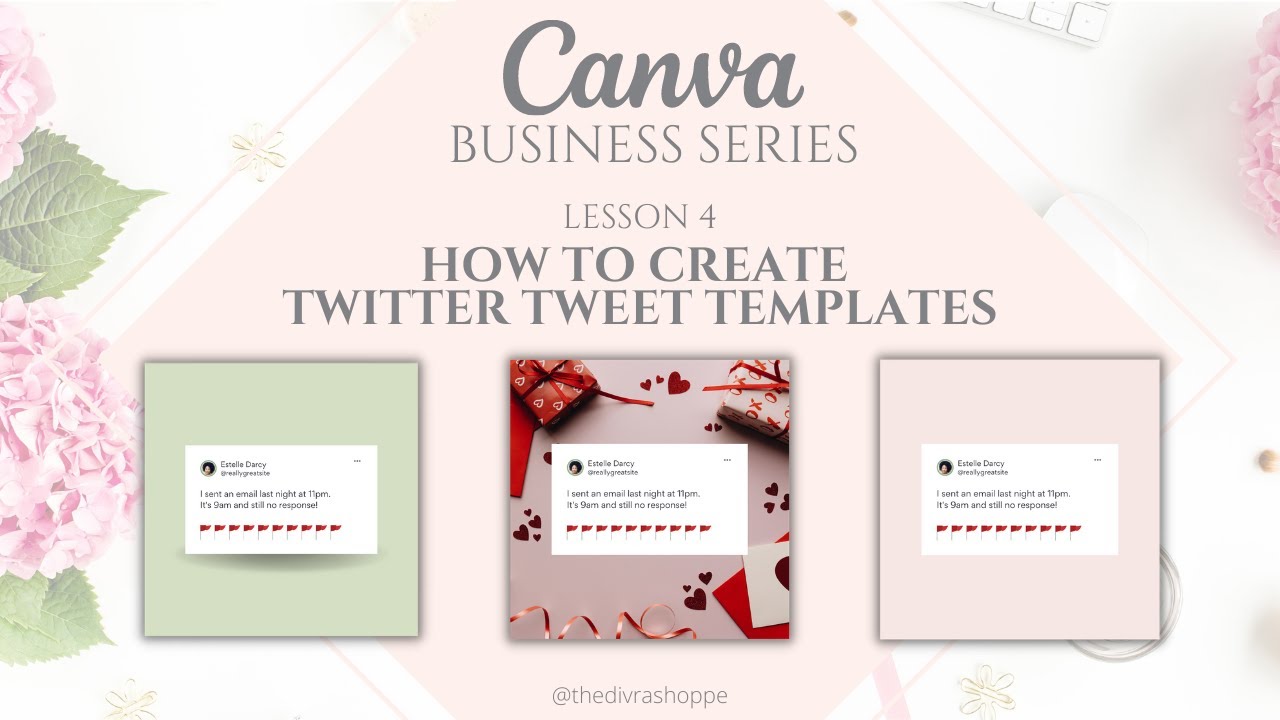 Canva
BUSINESS SERIES
LESSON 4
HOW TO CREATE
TWITTER TWEET TEMPLATES
Estelle Darcy
@reallygreatsite
I sent an email last night at 11pm.
It's 9am and still no response!
XOXO
Estelle Darcy
@reallygreatsite
I sent an email last night at 11pm.
It's 9am and still no response!
Estelle Darcy
@reallygreatsite
I sent an email last night at 11pm.
It's 9am and still no response!
@thedivrashoppe